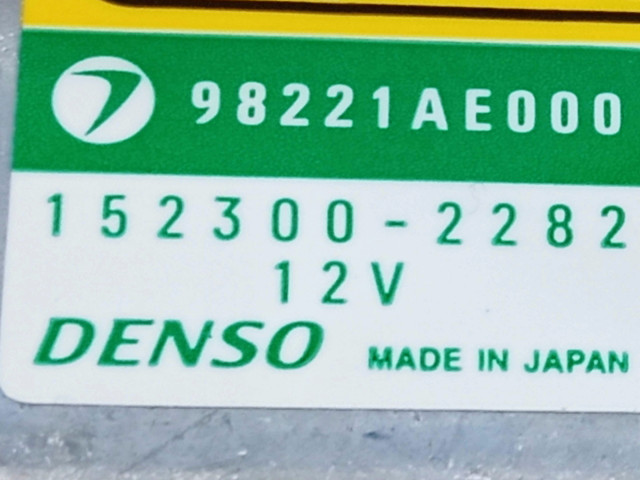 98221AE000
152300-2282
12V
DENSO MADE IN JAPAN